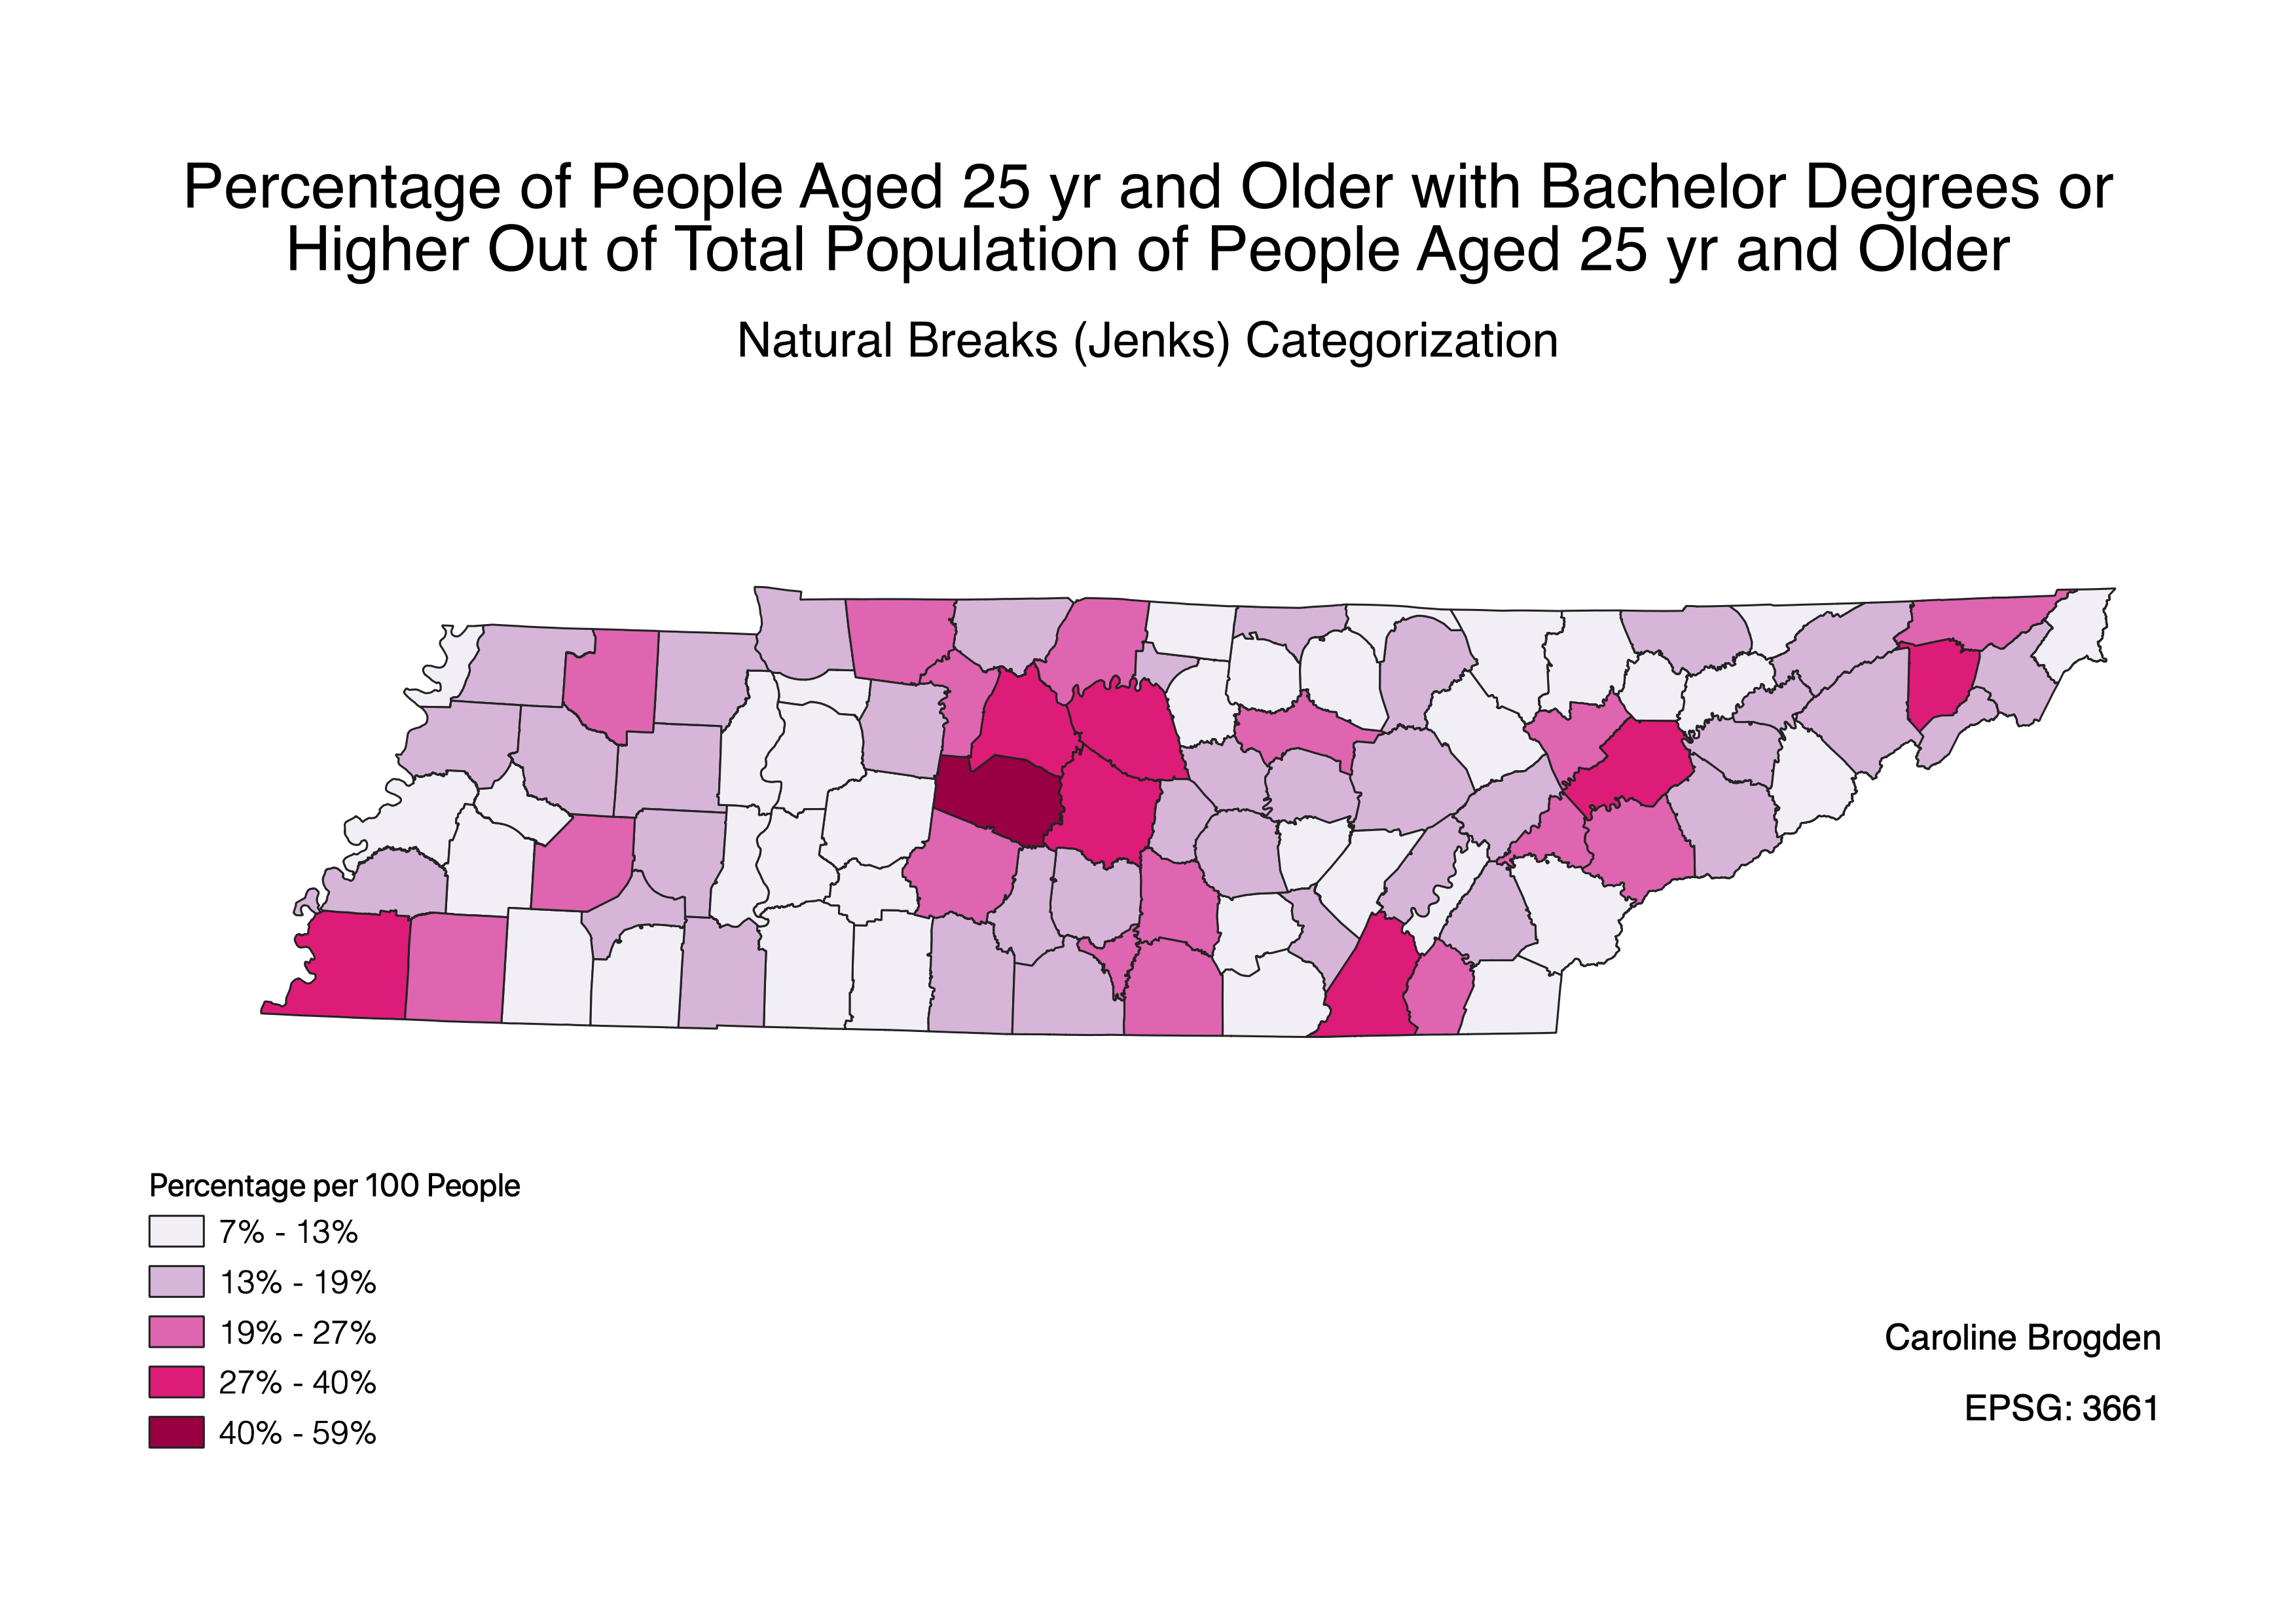 Percentage of People Aged 25 yr and Older with Bachelor Degrees or
Higher Out of Total Population of People Aged 25 yr and Older
Natural Breaks (Jenks) Categorization
Percentage per 100 People
7% - 13%
13% - 19%
19% - 27%
27% - 40%
40% - 59%
Caroline Brogden
EPSG: 3661